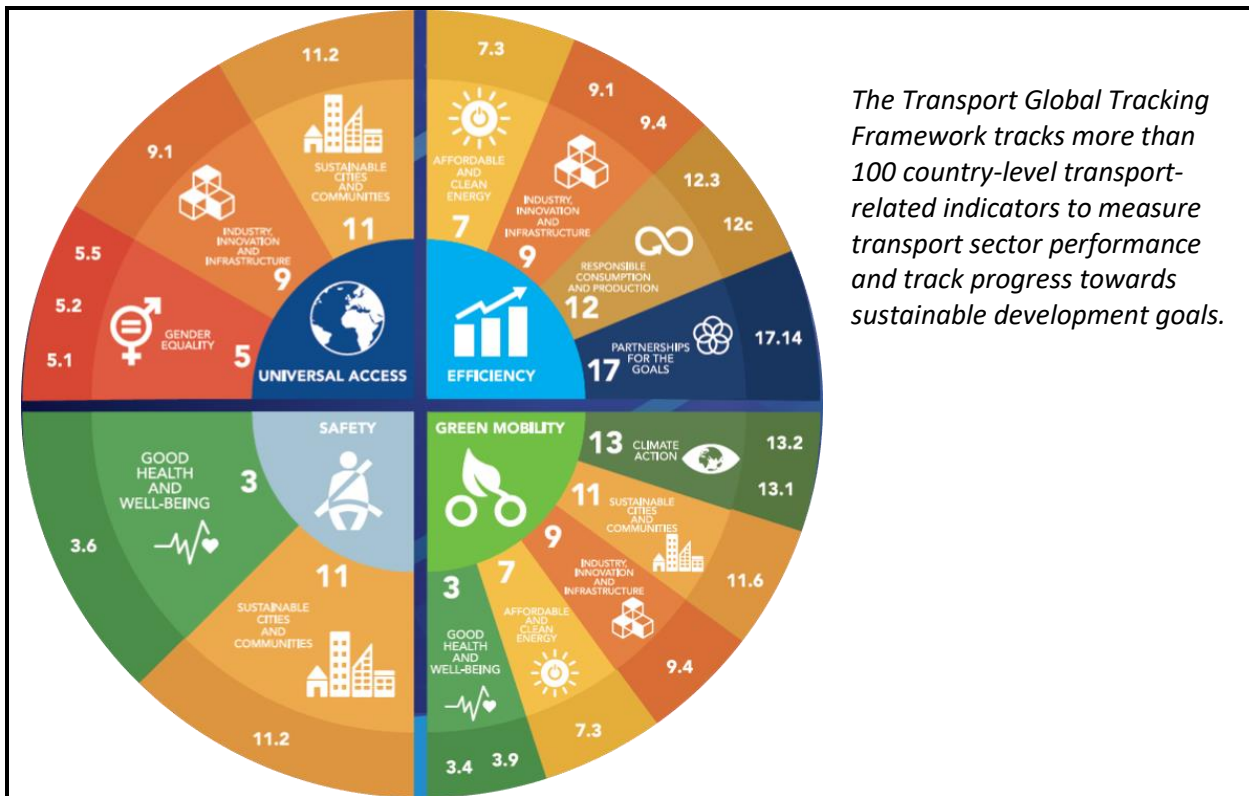 11.2
SUSTAINABLE
CITIES
AND
COMMUNITIES
11
9.1
INDUSTRY,
INNOVATION
AND
INFRASTRUCTURE
9
5.5
5.2
5.1
GENDER
EQUALITY
5
UNIVERSAL ACCESS
7.3
AFFORDABLE
AND
CLEAN
ENERGY
7
9.1
9.4
INDUSTRY,
INNOVATION
AND
INFRASTRUCTURE
9
12.3
12c
RESPONSIBLE
CONSUMPTION
AND PRODUCTION
12
17.14
PARTNERSHIPS
FOR THE
GOALS
17
EFFICIENCY
SAFETY
GOOD
HEALTH
AND
WELL-BEING
3
3.6
11
SUSTAINABLE
CITIES
AND
COMMUNITIES
11.2
GREEN MOBILITY
13
CLIMATE
ACTION
13.2
13.1
11
SUSTAINABLE
CITIES
AND
COMMUNITIES
11.6
9
INDUSTRY,
INNOVATION
AND
INFRASTRUCTURE
9.4
7
AFFORDABLE
AND
CLEAN
ENERGY
7.3
3
GOOD
HEALTH
AND
WELL-BEING
3.4
3.9
The Transport Global Tracking
Framework tracks more than
100 country-level transport-
related indicators to measure
transport sector performance
and track progress towards
sustainable development goals.